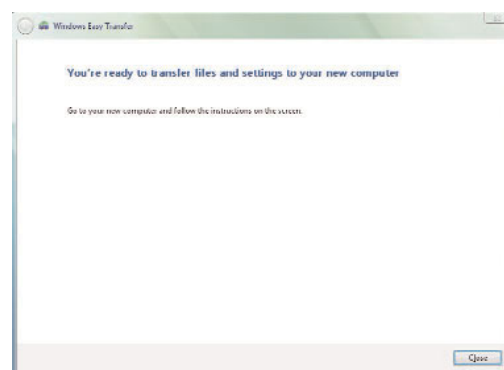 Windows Easy Transfer
You're ready to transfer files and settings to your new computer
Go to your new computer and follow the instructions on the screen.
Close